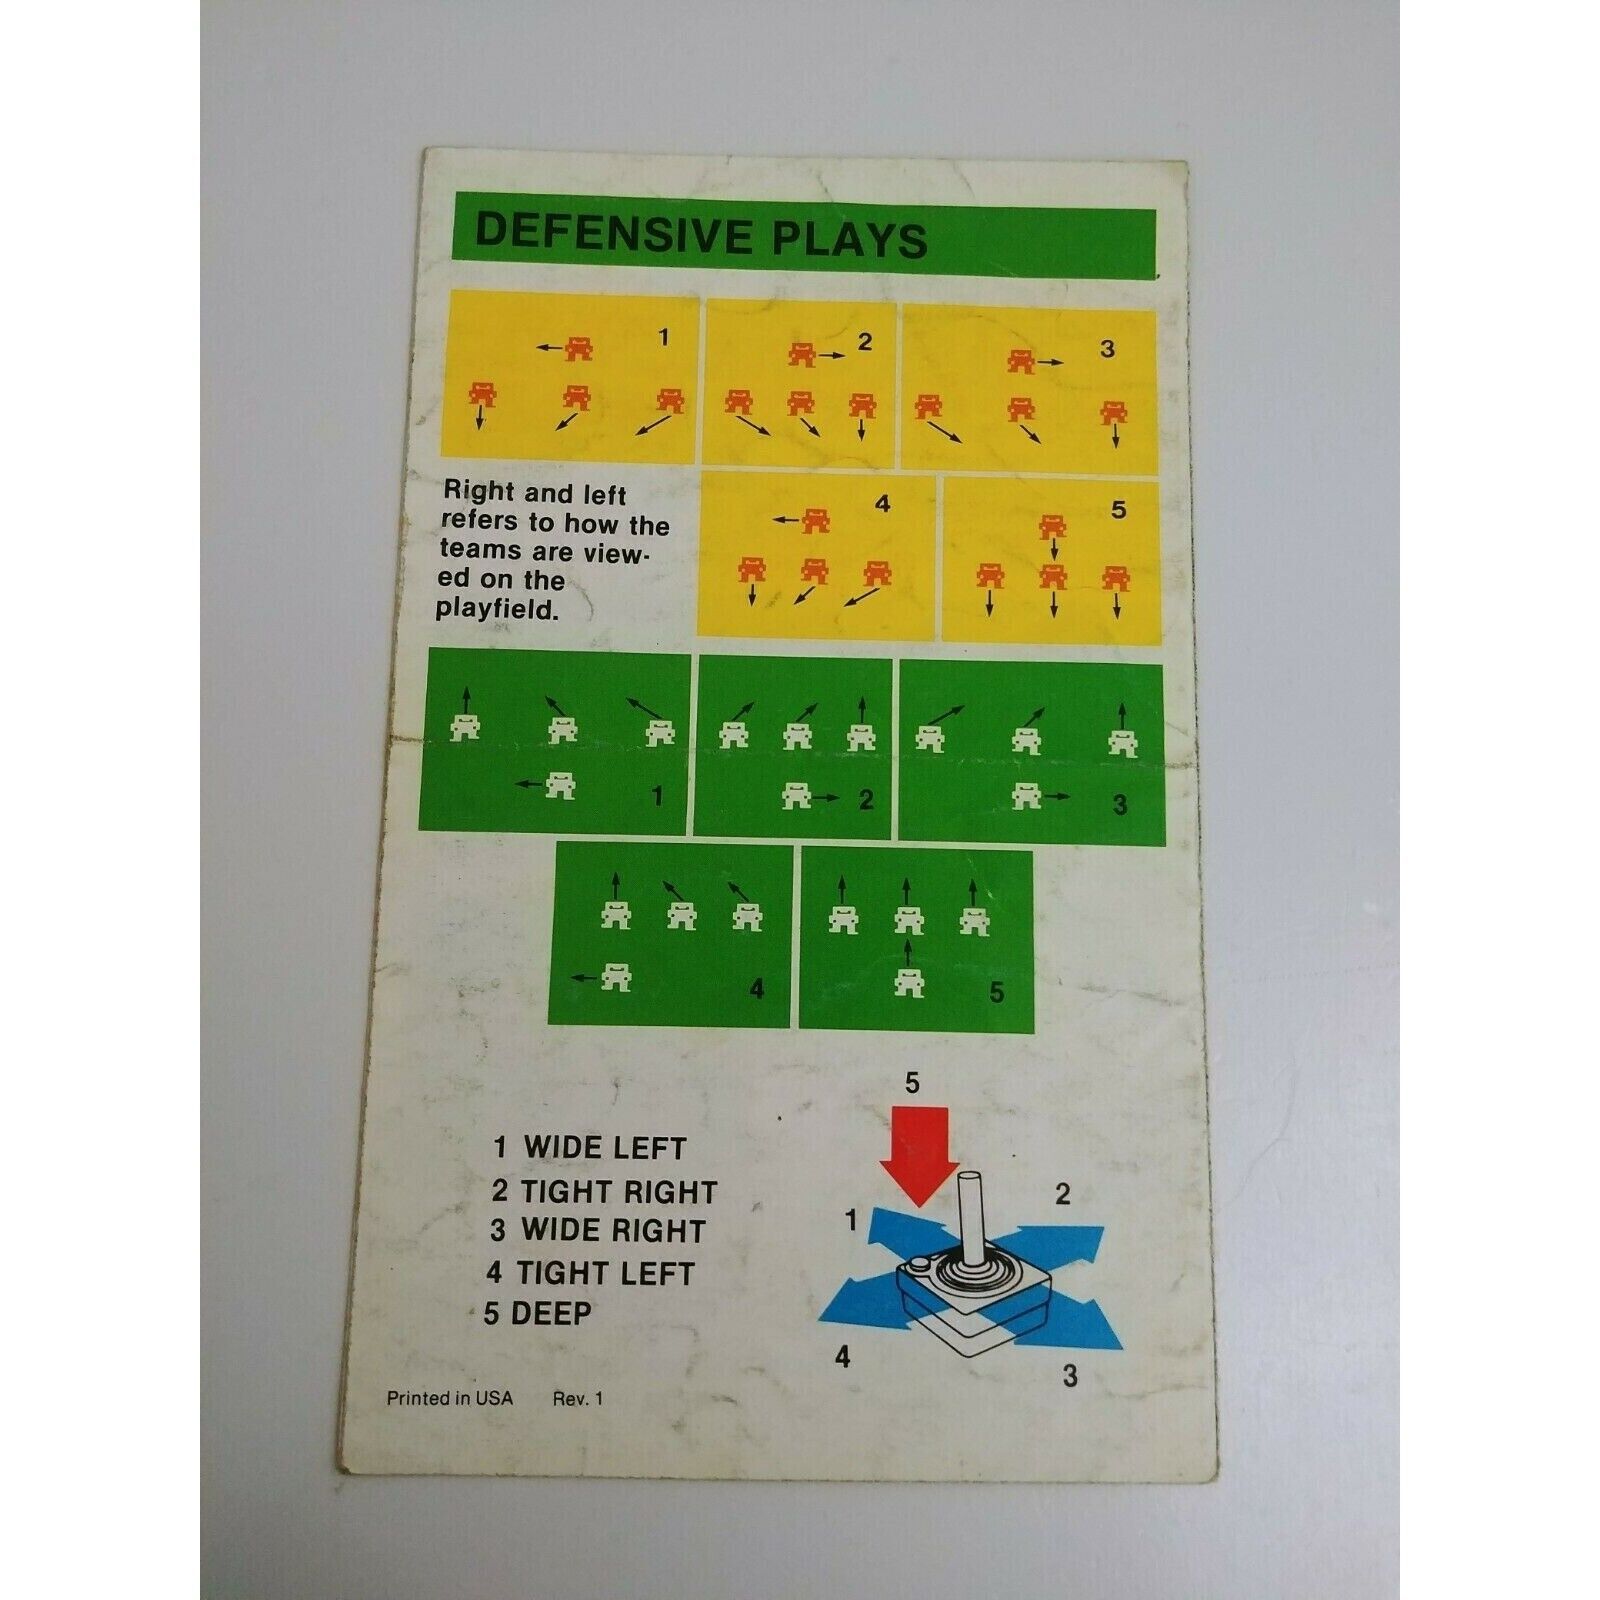 DEFENSIVE PLAYS
1
2
3
Right and left
refers to how the
teams are view-
ed on the
playfield.
4
5
1
2
3
4
5
5
1 WIDE LEFT
2 TIGHT RIGHT
3 WIDE RIGHT
4 TIGHT LEFT
5 DEEP
1
2
4
3
Printed in USA Rev. 1